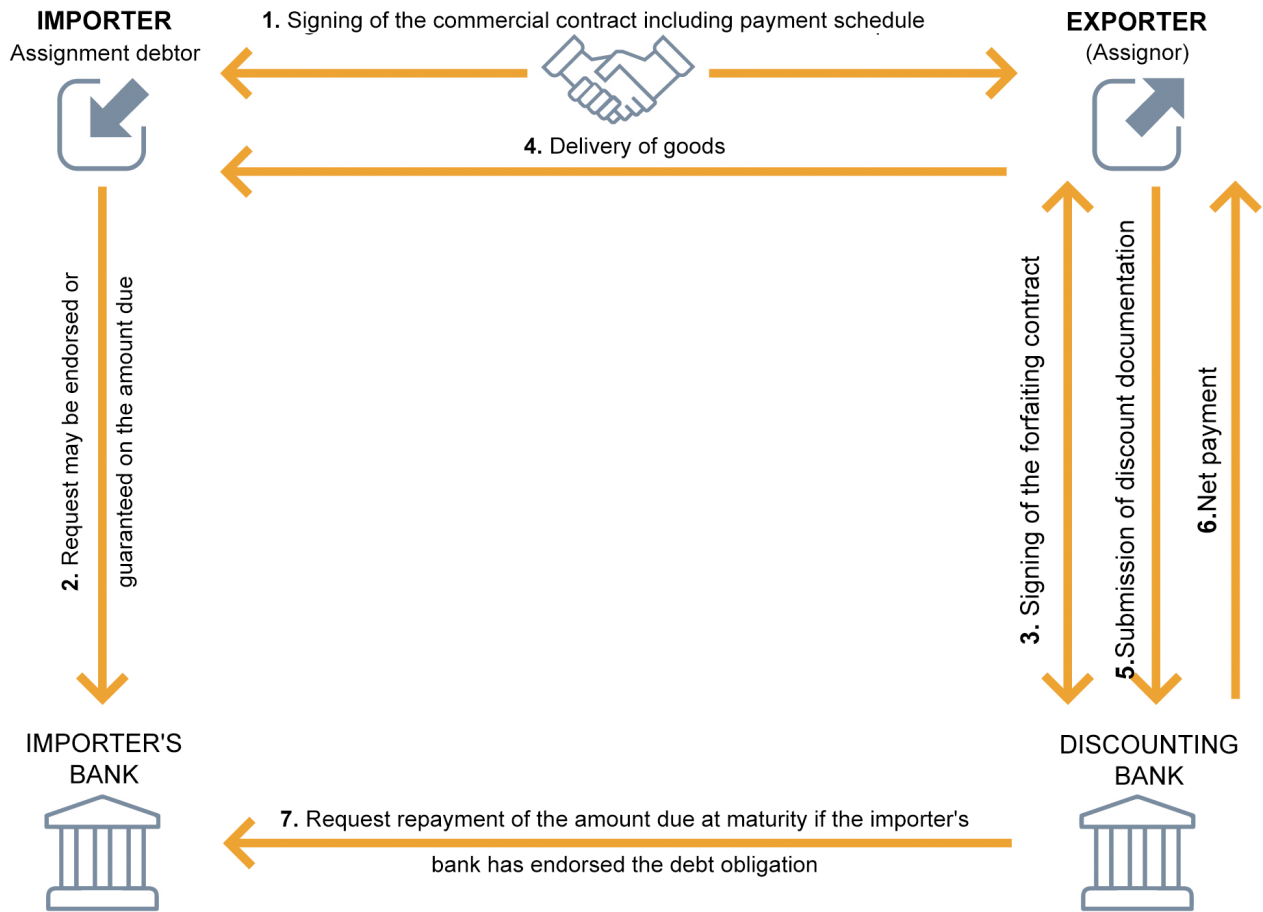 IMPORTER
Assignment debtor
1. Signing of the commercial contract including payment schedule
EXPORTER
(Assignor)
4. Delivery of goods
2. Request may be endorsed or
guaranteed on the amount due
3. Signing of the forfaiting contract
5.Submission of discount documentation
6.Net payment
IMPORTER'S
BANK
DISCOUNTING
BANK
7. Request repayment of the amount due at maturity if the importer's
bank has endorsed the debt obligation